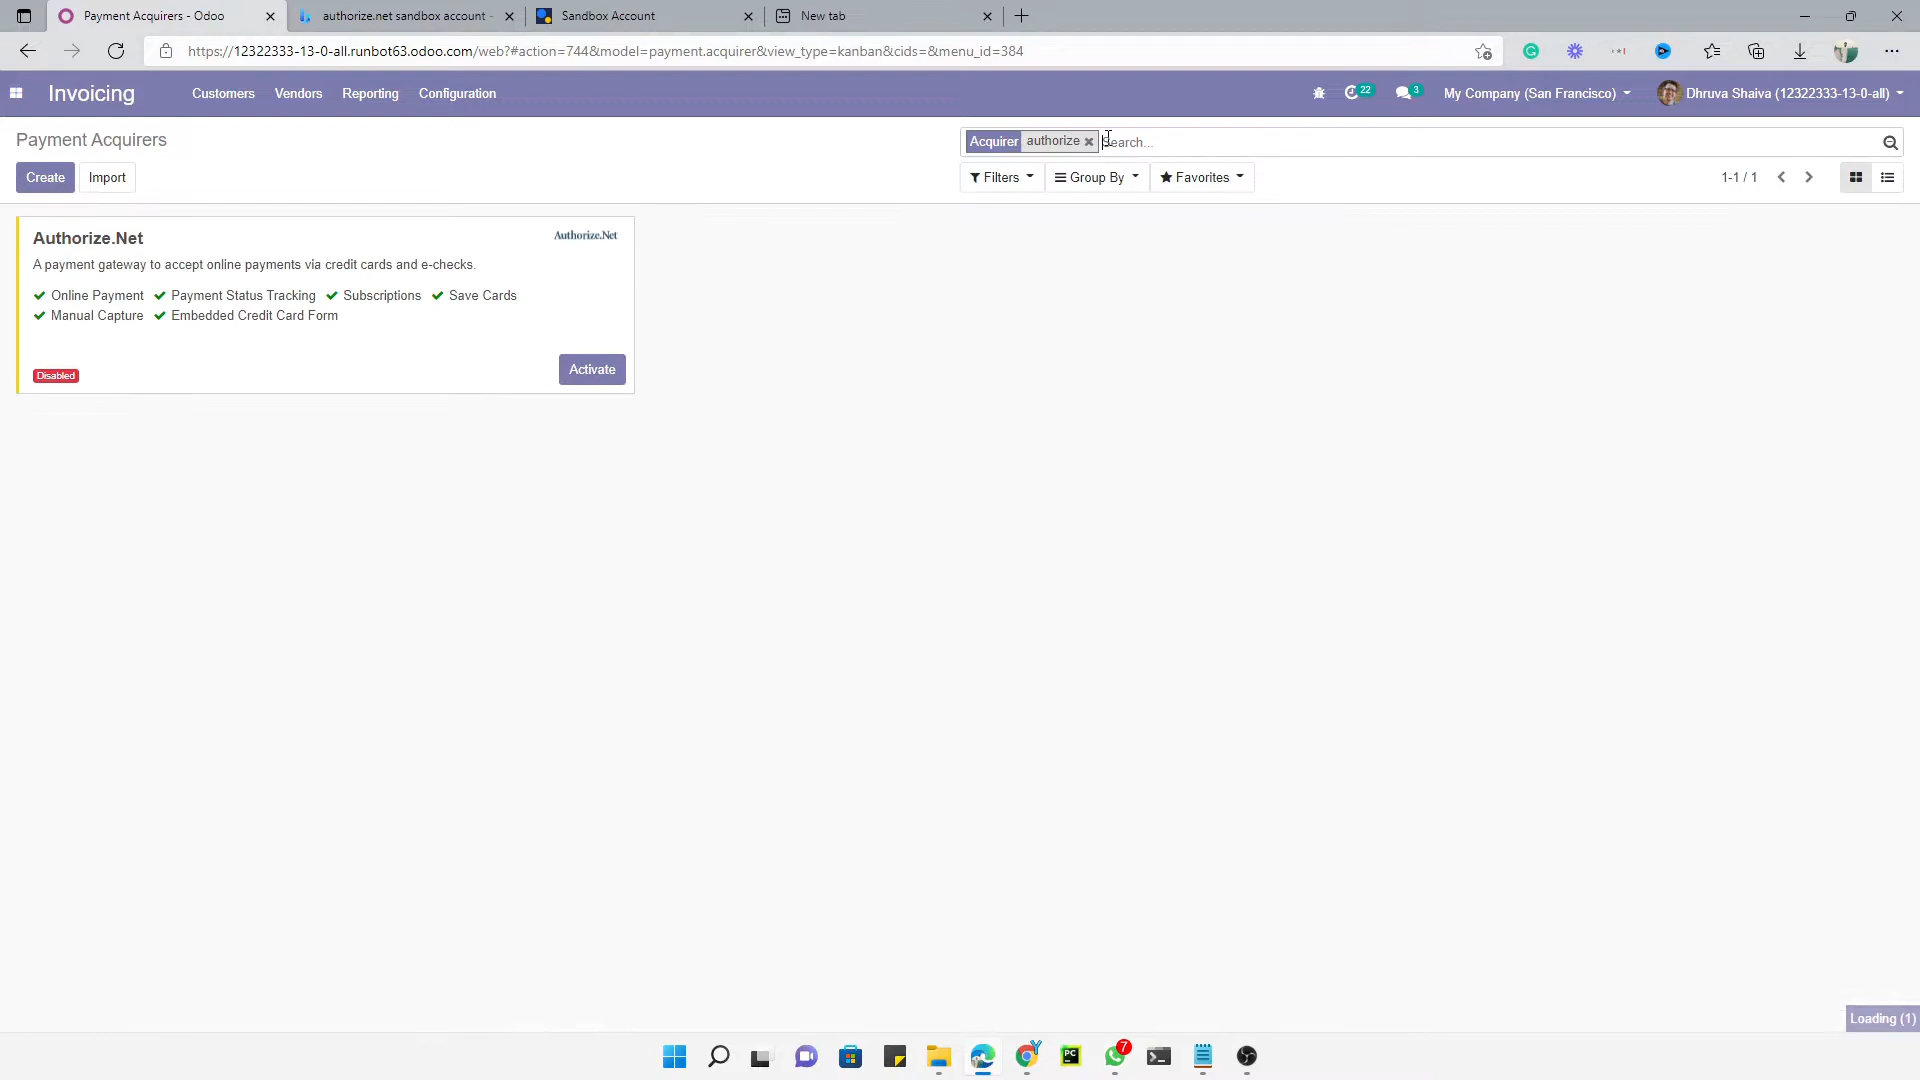 Payment Acquirers - Odoo
authorize.net sandbox account -
Sandbox Account
New tab
https://12322333-13-0-all.runbot63.odoo.com/web?#action=744&model=payment.acquirer&view_type=kanban&cids=&menu_id=384
Invoicing
Customers
Vendors
Reporting
Configuration
22
3
My Company (San Francisco)
Dhruva Shaiva (12322333-13-0-all)
Payment Acquirers
Acquirer authorize Search...
Create
Import
Filters
Group By
Favorites
1-1 / 1
Authorize.Net
Authorize.Net
A payment gateway to accept online payments via credit cards and e-checks.
Online Payment Payment Status Tracking Subscriptions Save Cards
Manual Capture Embedded Credit Card Form
Disabled
Activate
Loading (1)
PC
7